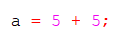 a = 5 + 5;